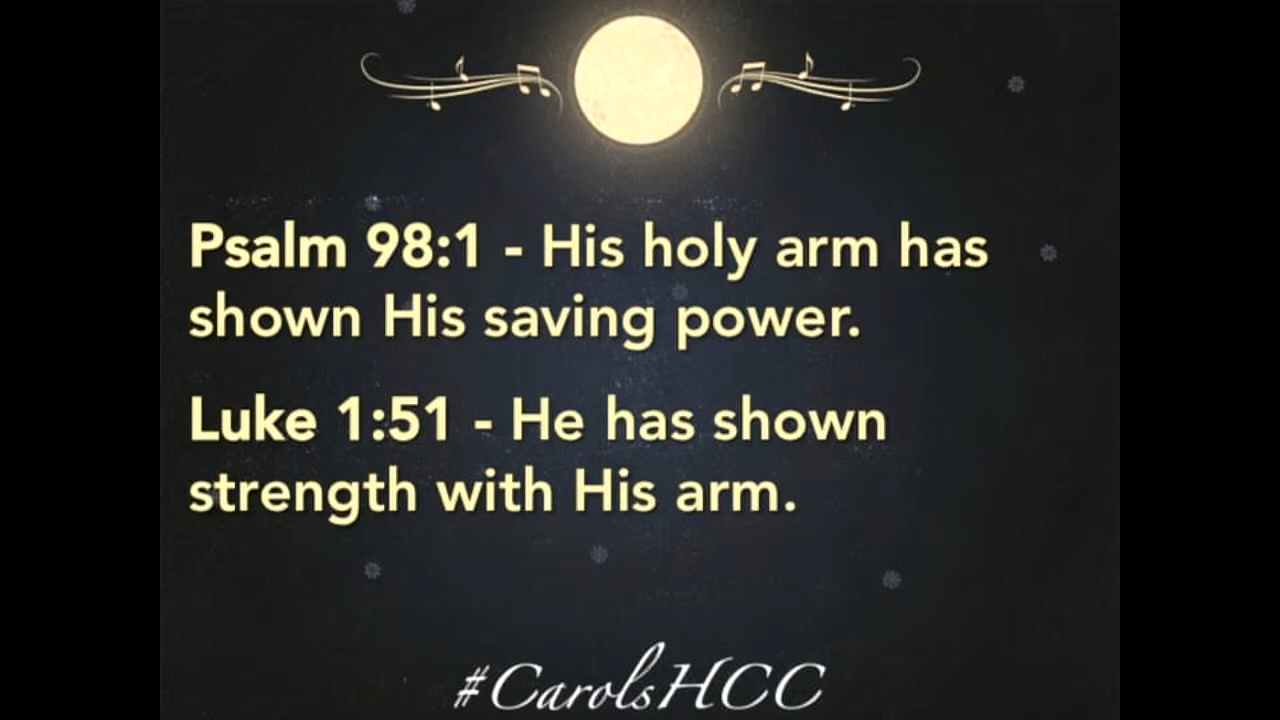 Psalm 98:1 - His holy arm has
shown His saving power.
Luke 1:51 - He has shown
strength with His arm.
#CarolsHCC